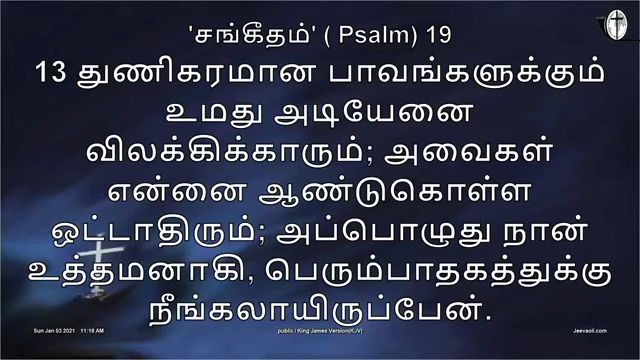 'சங்கீதம்' ( Psalm) 19
13 துணிகரமான பாவங்களுக்கும்
உமது அடியேனை
விலக்கிக்காரும்; அவைகள்
என்னை ஆண்டுகொள்ள
ஒட்டாதிரும்; அப்பொழுது நான்
உத்தமனாகி, பெரும்பாதகத்துக்கு
நீங்கலாயிருப்பேன்.
Sun Jan 03 2021 11:18 AM
public / King James Version(KJV)
Jeevaoli.com